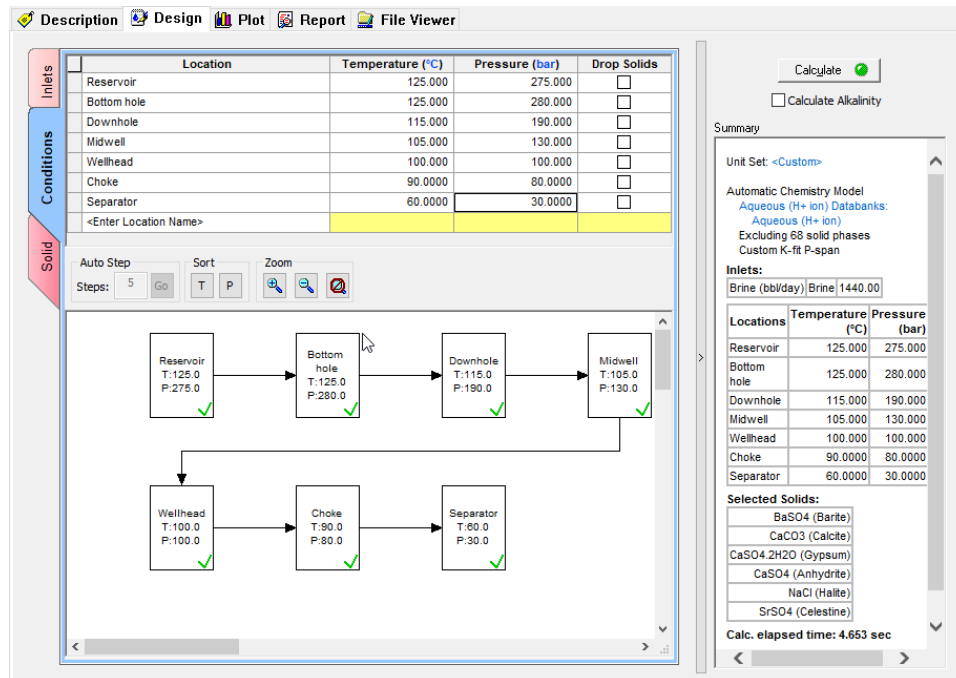 Description Design Plot Report File Viewer
Inlets
Conditions
Solid
Location Temperature (°C) Pressure (bar) Drop Solids
Reservoir 125.000 275.000
Bottom hole 125.000 280.000
Downhole 115.000 190.000
Midwell 105.000 130.000
Wellhead 100.000 100.000
Choke 90.0000 80.0000
Separator 60.0000 30.0000
<Enter Location Name>
Auto Step Sort Zoom
Steps: 5 Go T P
Reservoir
T:125.0
P:275.0
Bottom
hole
T:125.0
P:280.0
Downhole
T:115.0
P:190.0
Midwell
T:105.0
P:130.0
Wellhead
T:100.0
P:100.0
Choke
T:90.0
P:80.0
Separator
T:60.0
P:30.0
Calculate
Calculate Alkalinity
Summary
Unit Set: <Custom>
Automatic Chemistry Model
Aqueous (H+ ion) Databanks:
Aqueous (H+ ion)
Excluding 68 solid phases
Custom K-fit P-span
Inlets:
Brine (bbl/day) Brine 1440.00
Locations Temperature Pressure
(°C) (bar)
Reservoir 125.000 275.000
Bottom
hole 125.000 280.000
Downhole 115.000 190.000
Midwell 105.000 130.000
Wellhead 100.000 100.000
Choke 90.0000 80.0000
Separator 60.0000 30.0000
Selected Solids:
BaSO4 (Barite)
CaCO3 (Calcite)
CaSO4.2H2O (Gypsum)
CaSO4 (Anhydrite)
NaCl (Halite)
SrSO4 (Celestine)
Calc. elapsed time: 4.653 sec